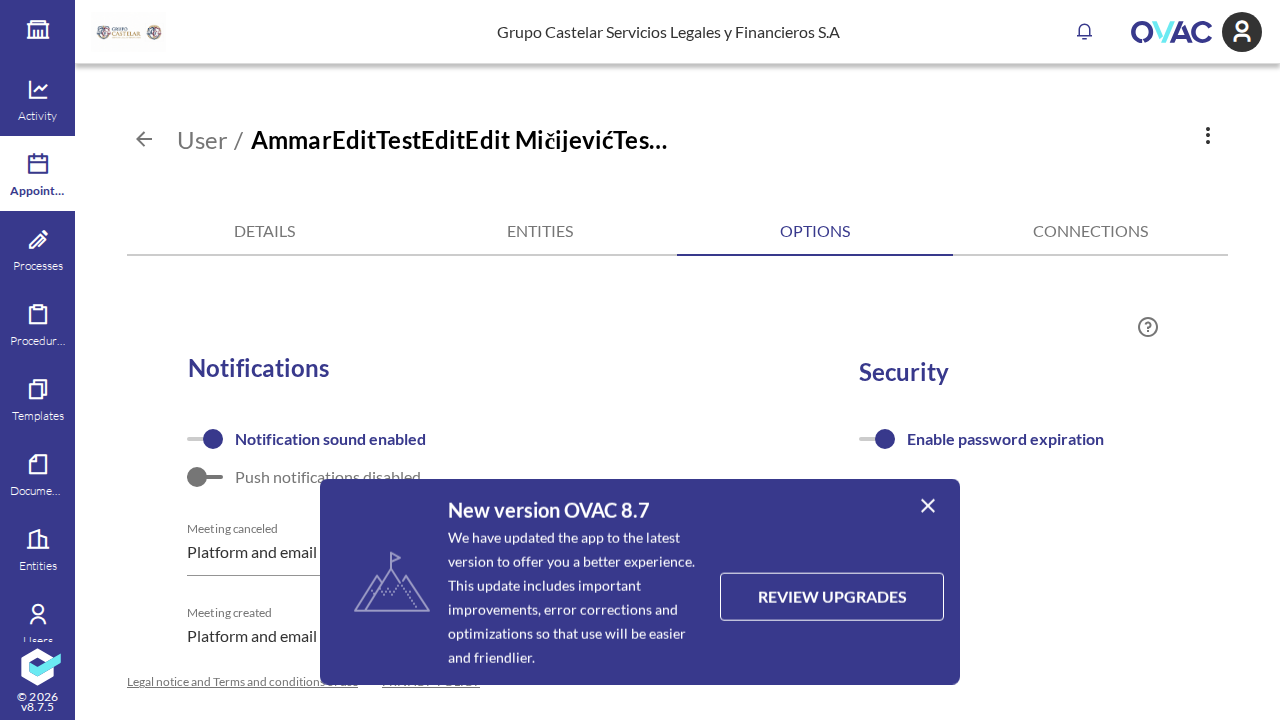 GRUPO
CASTELAR
Grupo Castelar Servicios Legales y Financieros S.A
OVAC
Activity
Appoint...
Processes
Procedur...
Templates
Docume...
Entities
Users
© 2026
v8.7.5
User / AmmarEditTestEditEdit MičijevićTes...
DETAILS
ENTITIES
OPTIONS
CONNECTIONS
Notifications
Notification sound enabled
Push notifications disabled
Meeting canceled
Platform and email
Meeting created
Platform and email
Security
Enable password expiration
New version OVAC 8.7
We have updated the app to the latest
version to offer you a better experience.
This update includes important
improvements, error corrections and
optimizations so that use will be easier
and friendlier.
REVIEW UPGRADES
Legal notice and Terms and conditions of use
PRIVACY POLICY